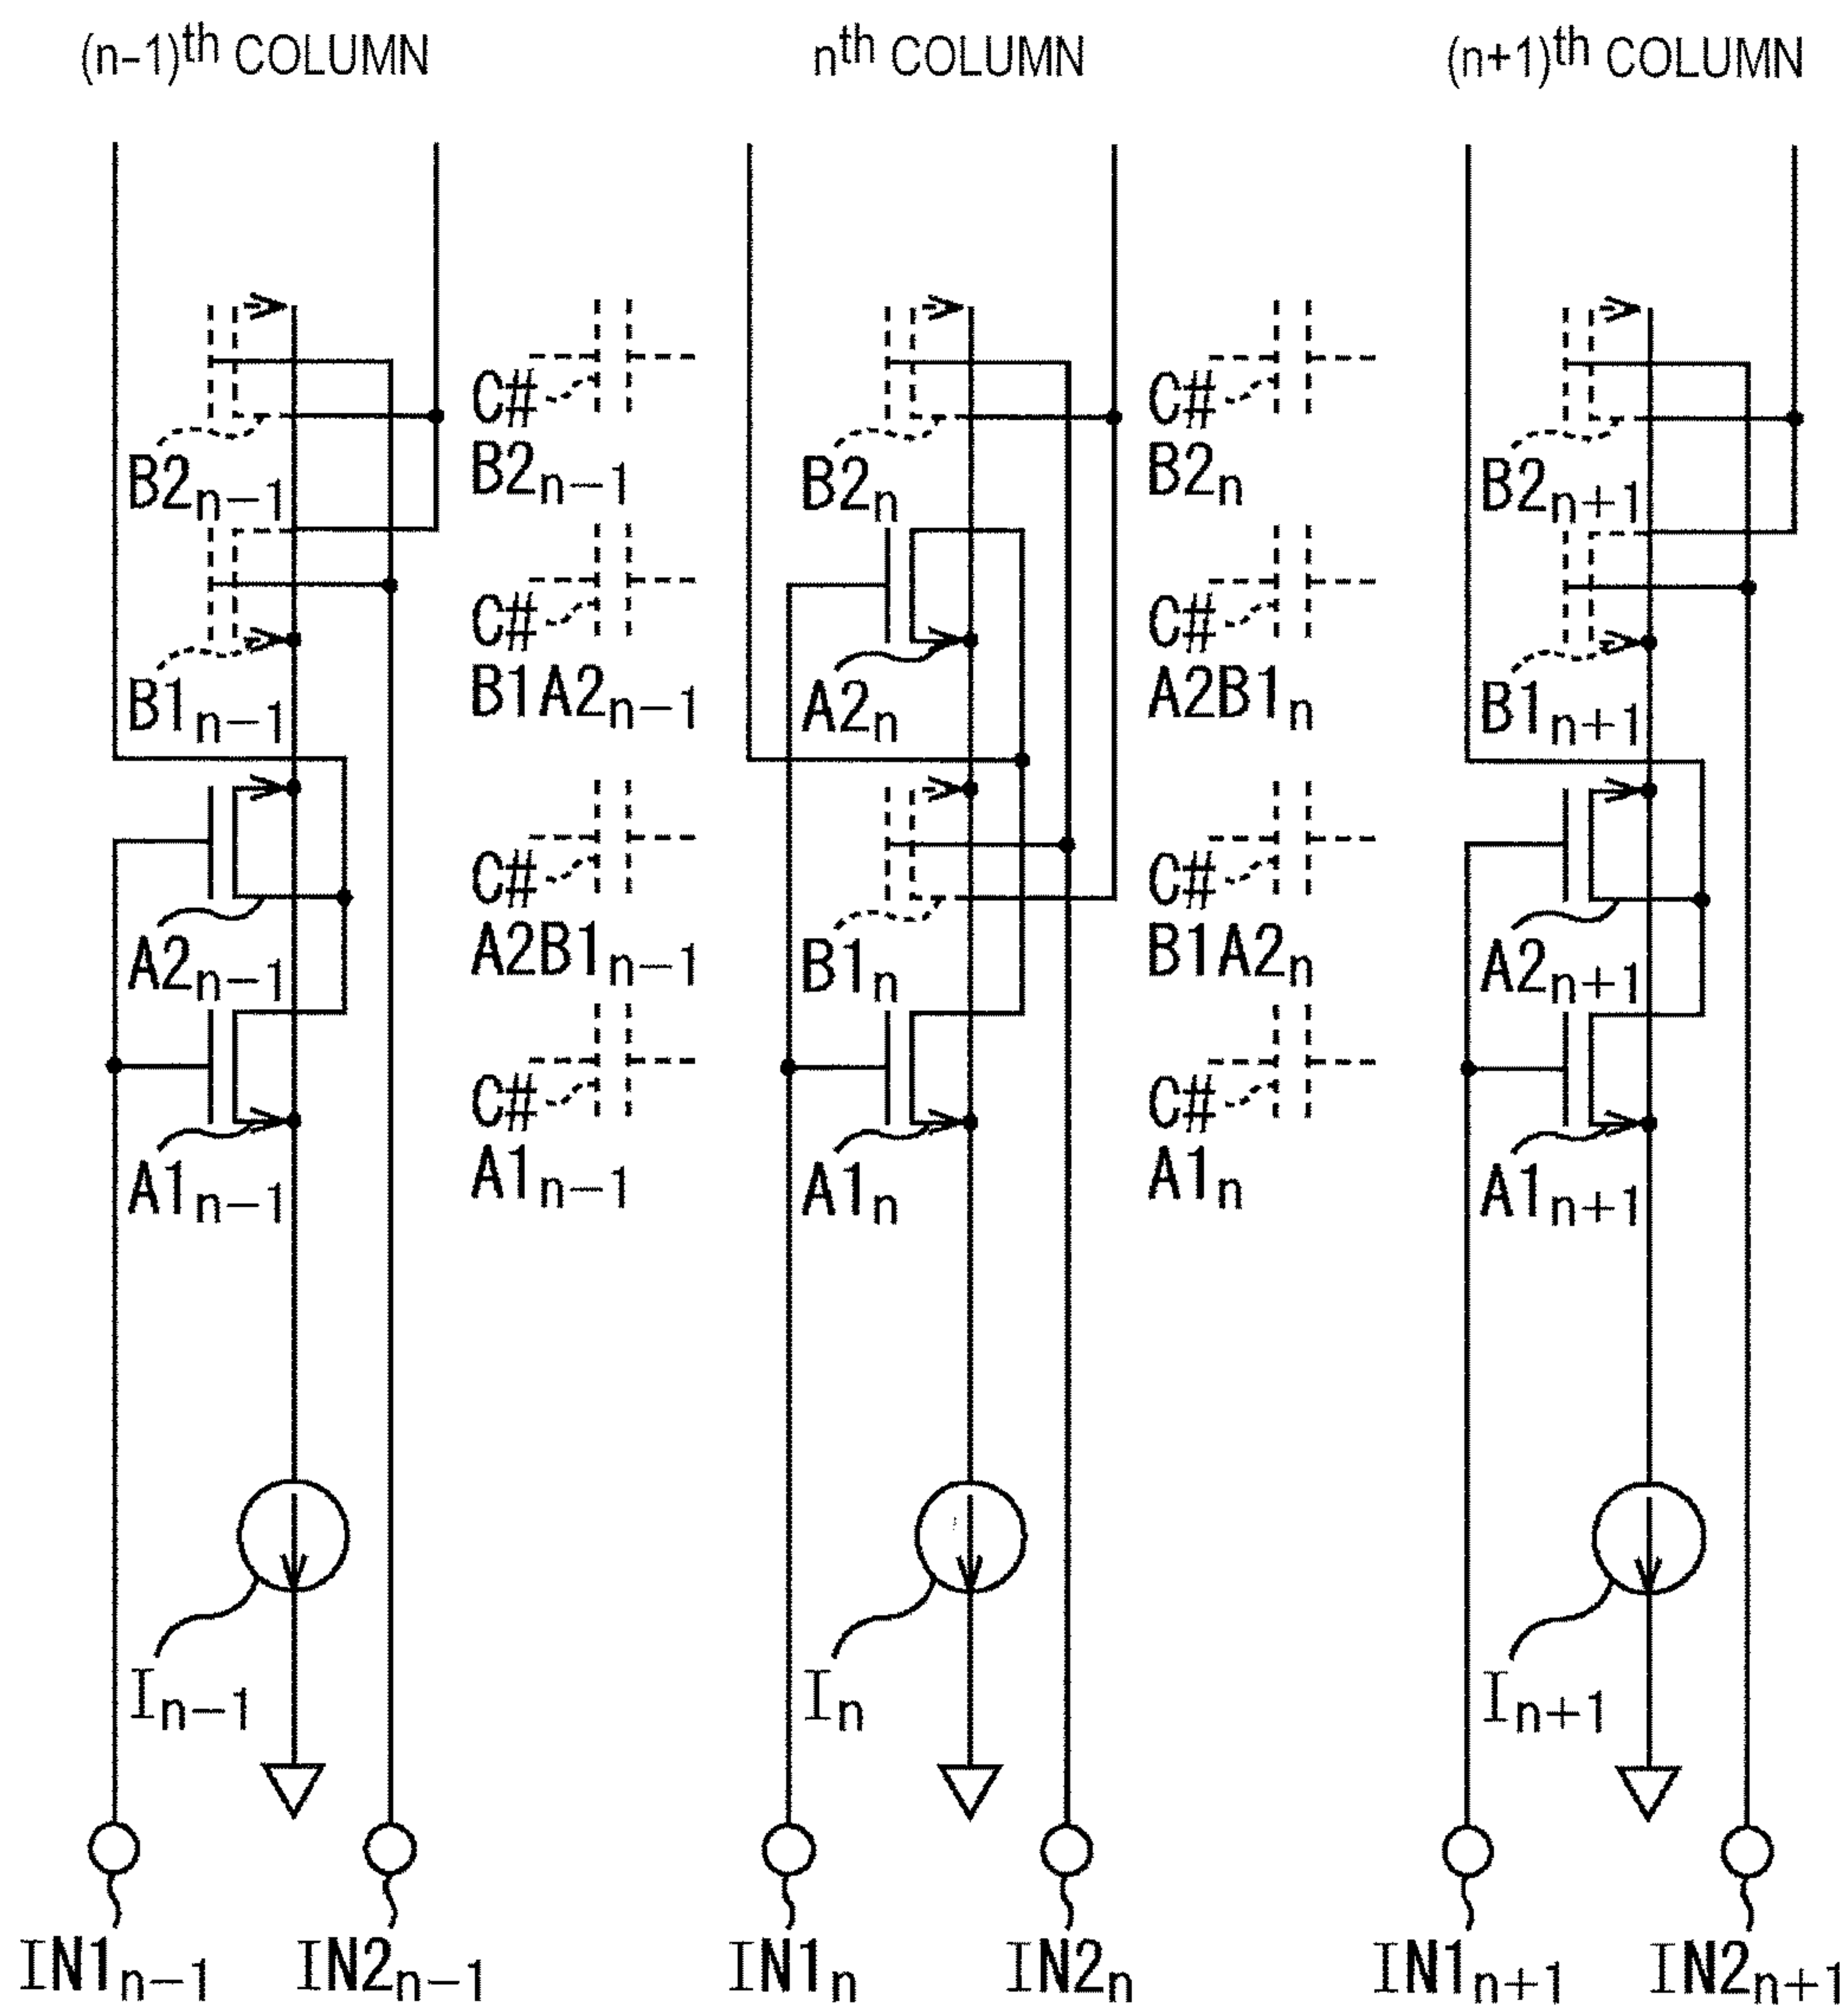 (n-1)th COLUMN
nth COLUMN
(n+1)th COLUMN
C#
B2n-1
C#
B2n
B2n-1
B2n
B2n+1
C#
B1A2n-1
C#
A2B1n
B1n-1
A2n
B1n+1
C#
A2B1n-1
C#
B1A2n
A2n-1
B1n
A2n+1
C#
A1n-1
C#
A1n
A1n-1
A1n
A1n+1
In-1
In
In+1
IN1n-1
IN2n-1
IN1n
IN2n
IN1n+1
IN2n+1